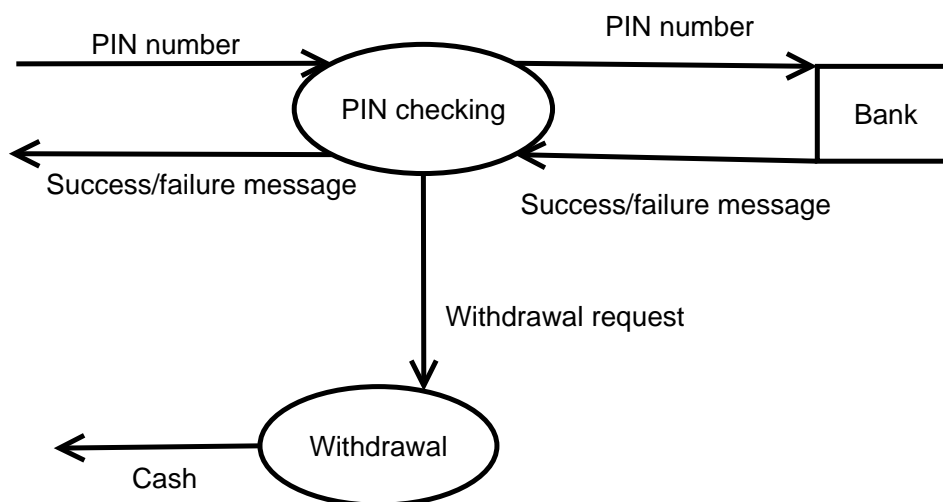 PIN number
PIN number
PIN checking
Bank
Success/failure message
Success/failure message
Withdrawal request
Withdrawal
Cash